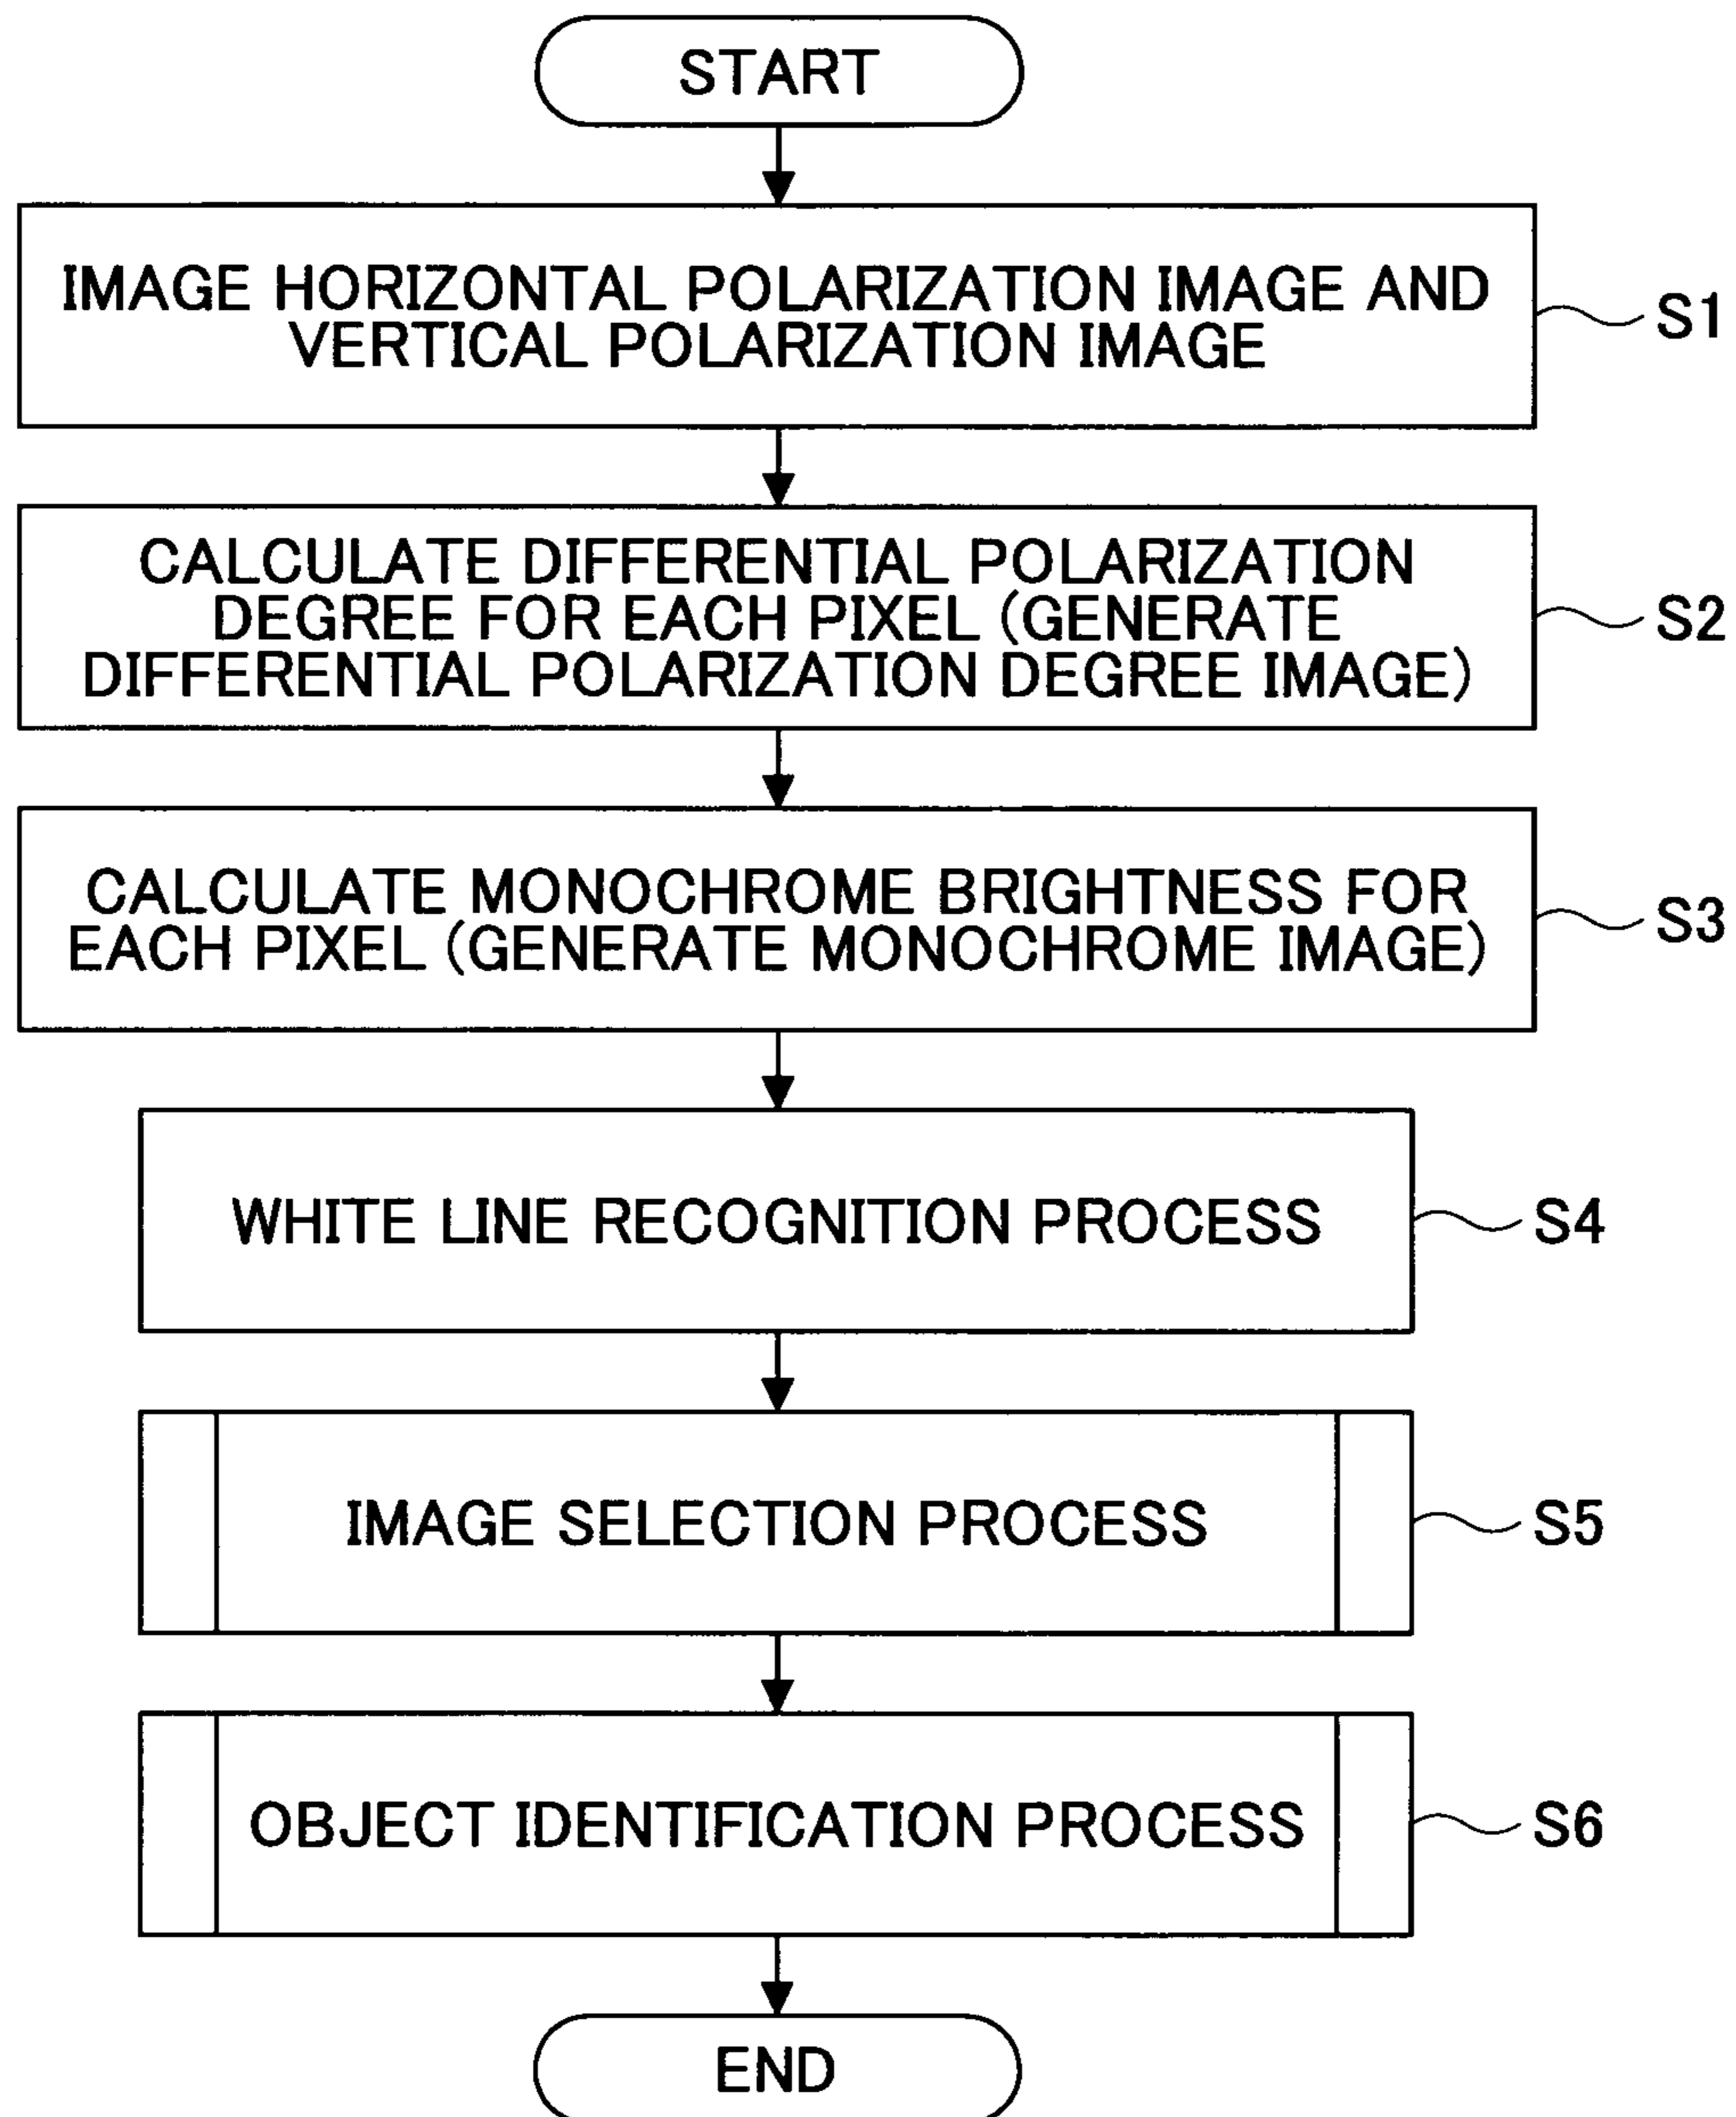 START
IMAGE HORIZONTAL POLARIZATION IMAGE AND
VERTICAL POLARIZATION IMAGE
S1
CALCULATE DIFFERENTIAL POLARIZATION
DEGREE FOR EACH PIXEL (GENERATE
DIFFERENTIAL POLARIZATION DEGREE IMAGE)
S2
CALCULATE MONOCHROME BRIGHTNESS FOR
EACH PIXEL (GENERATE MONOCHROME IMAGE)
S3
WHITE LINE RECOGNITION PROCESS
S4
IMAGE SELECTION PROCESS
S5
OBJECT IDENTIFICATION PROCESS
S6
END